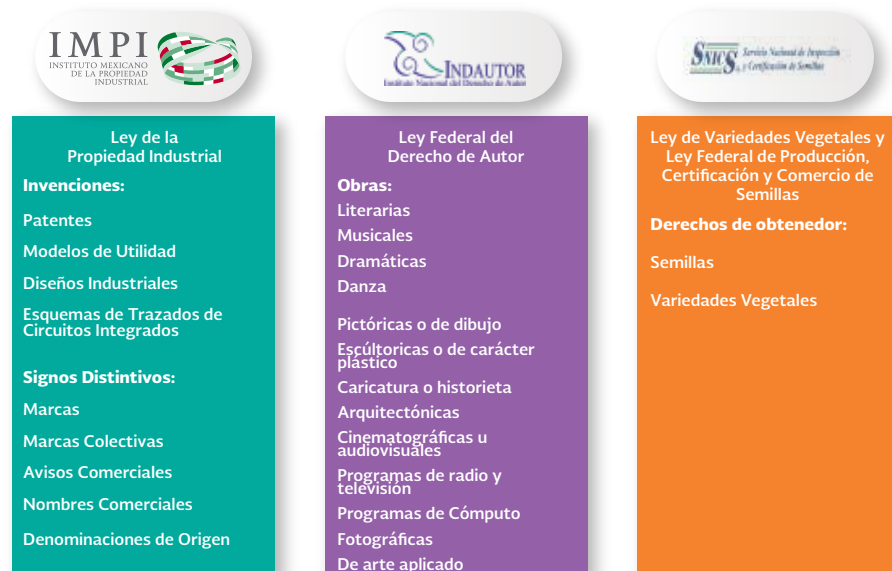 IMPI
INSTITUTO MEXICANO
DE LA PROPIEDAD
INDUSTRIAL
Ley de la
Propiedad Industrial
Invenciones:
Patentes
Modelos de Utilidad
Diseños Industriales
Esquemas de Trazados de
Circuitos Integrados
Signos Distintivos:
Marcas
Marcas Colectivas
Avisos Comerciales
Nombres Comerciales
Denominaciones de Origen
INDAUTOR
Instituto Nacional del Derecho de Autor
Ley Federal del
Derecho de Autor
Obras:
Literarias
Musicales
Dramáticas
Danza
Pictóricas o de dibujo
Escúltoricas o de carácter
plástico
Caricatura o historieta
Arquitectónicas
Cinematográficas u
audiovisuales
Programas de radio y
televisión
Programas de Cómputo
Fotográficas
De arte aplicado
SNICS
Servicio Nacional de Inspección
y Certificación de Semillas
Ley de Variedades Vegetales y
Ley Federal de Producción,
Certificación y Comercio de
Semillas
Derechos de obtenedor:
Semillas
Variedades Vegetales